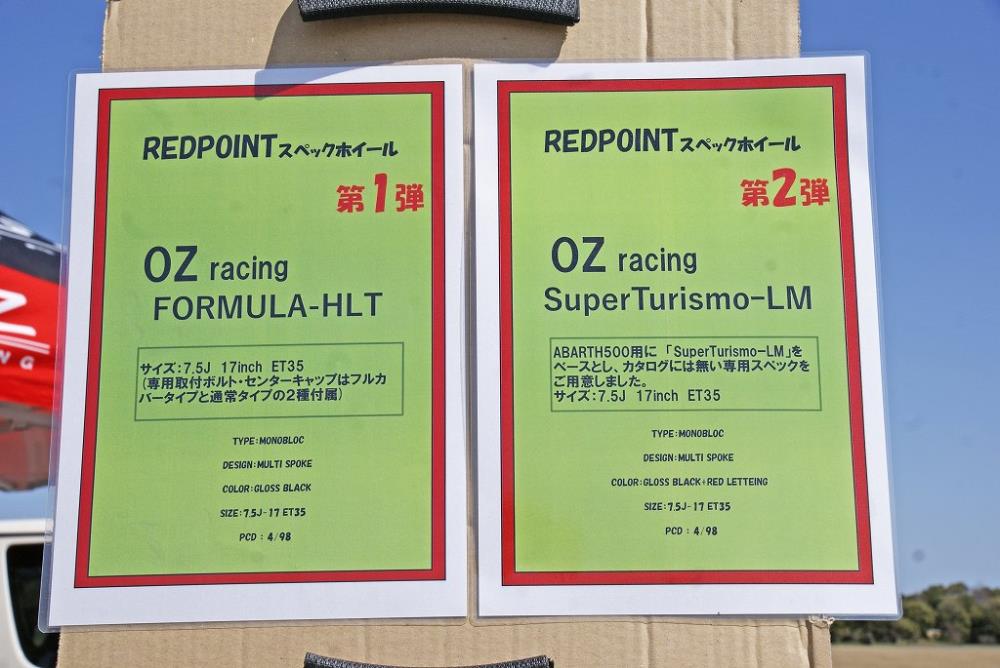 REDPOINTスペックホイール
第1弾
OZ racing
FORMULA-HLT
サイズ:7.5J 17inch ET35
(専用取付ボルト・センターキャップはフルカ
バータイプと通常タイプの2種付属)
TYPE:MONOBLOC
DESIGN:MULTI SPOKE
COLOR:GLOSS BLACK
SIZE:7.5J-17 ET35
PCD : 4/98
REDPOINTスペックホイール
第2弾
OZ racing
SuperTurismo-LM
ABARTH500用に 「SuperTurismo-LM」を
ベースとし、カタログには無い専用スペックを
ご用意しました。
サイズ:7.5J 17inch ET35
TYPE:MONOBLOC
DESIGN:MULTI SPOKE
COLOR:GLOSS BLACK+RED LETTEING
SIZE:7.5J-17 ET35
PCD : 4/98